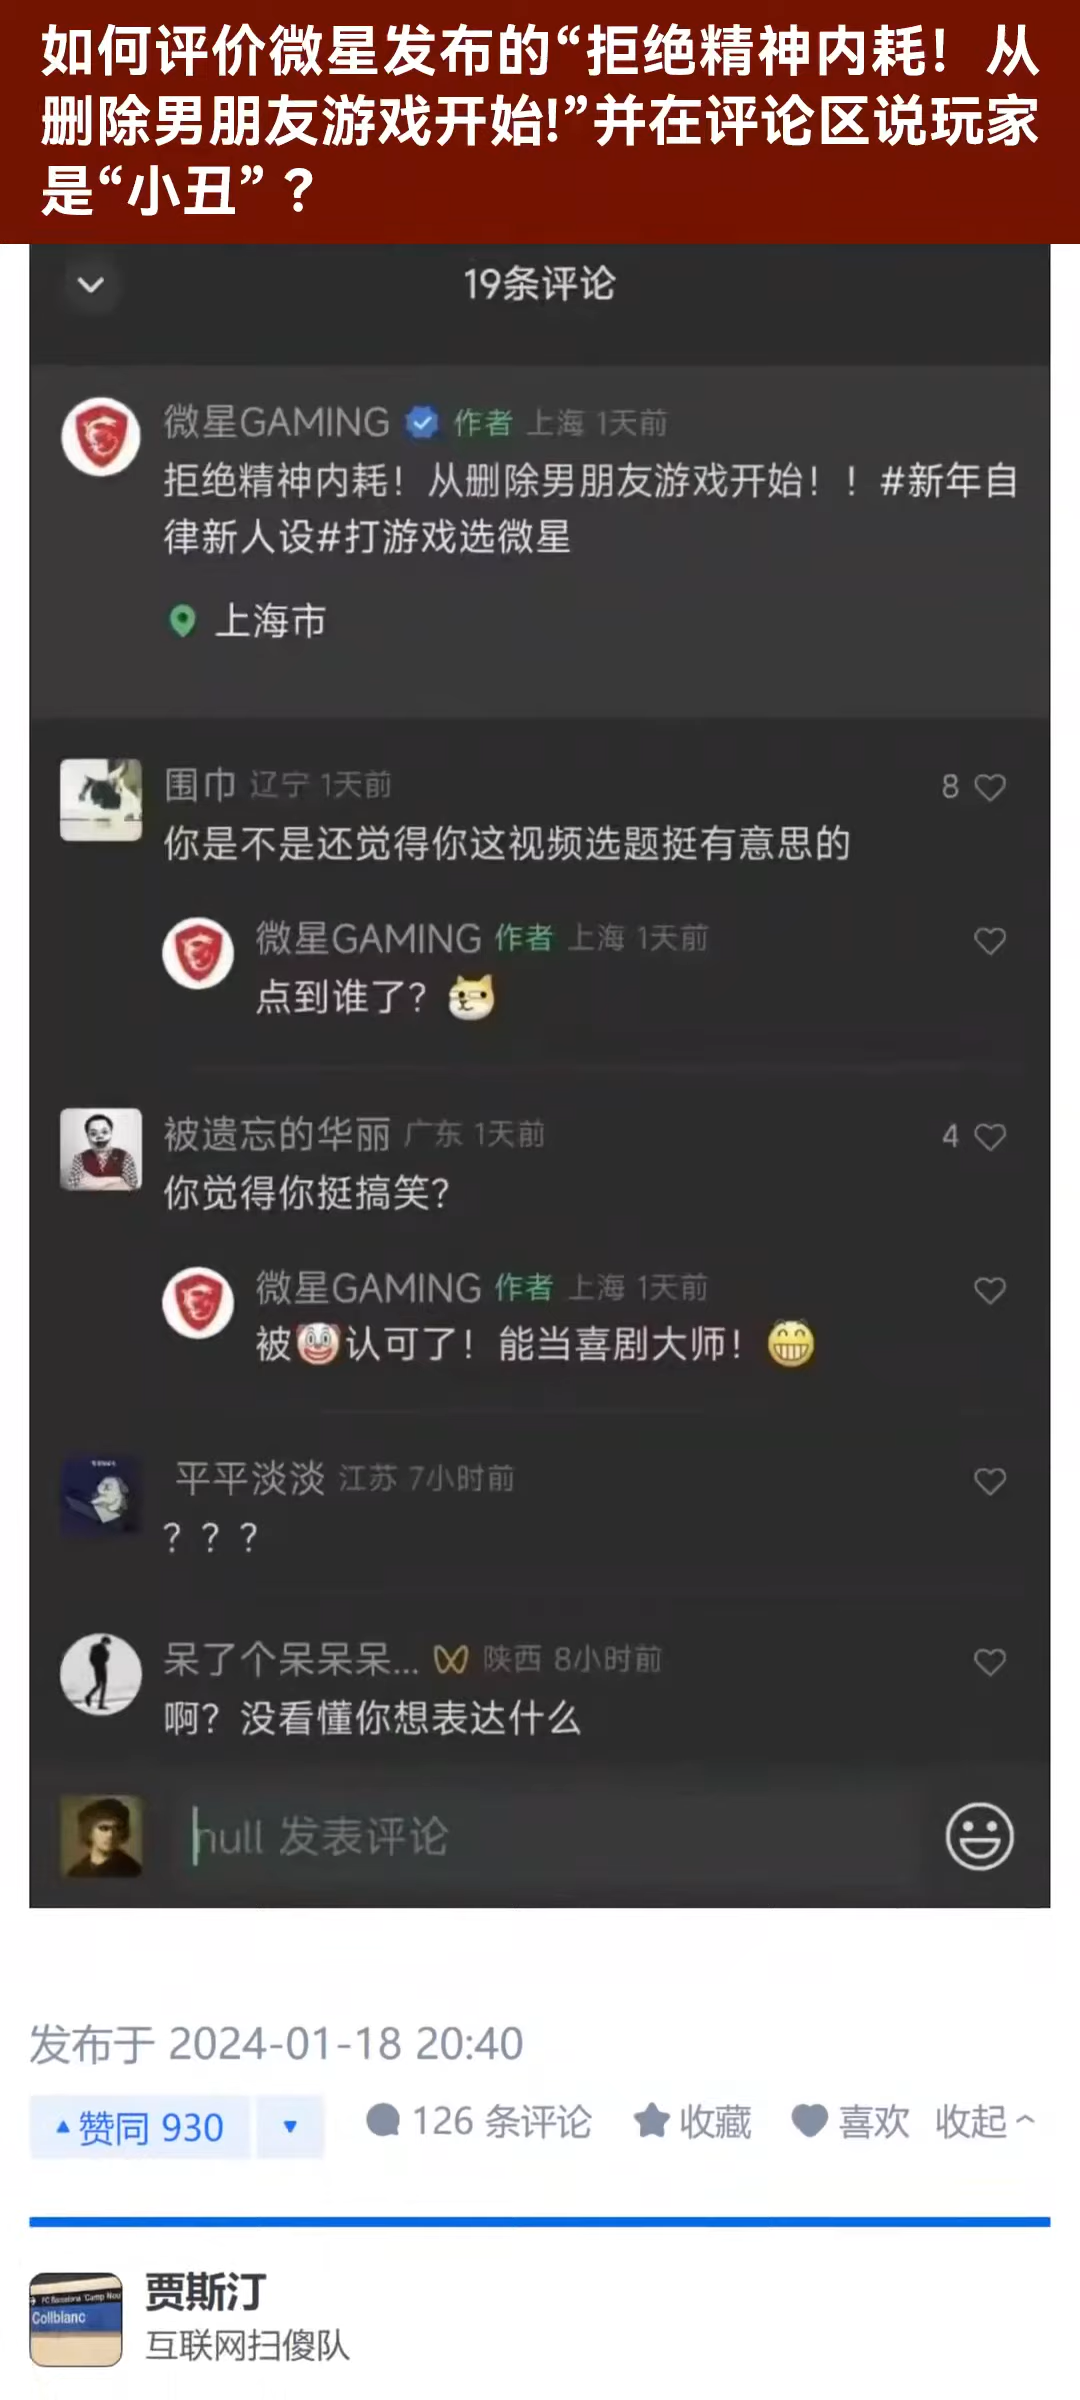 如何评价微星发布的“拒绝精神内耗！从
删除男朋友游戏开始!”并在评论区说玩家
是“小丑”？
19条评论
微星GAMING 作者 上海 1天前
拒绝精神内耗！从删除男朋友游戏开始！！#新年自
律新人设#打游戏选微星
上海市
围巾 辽宁 1天前 8
你是不是还觉得你这视频选题挺有意思的
微星GAMING 作者 上海 1天前
点到谁了？
被遗忘的华丽 广东 1天前 4
你觉得你挺搞笑？
微星GAMING 作者 上海 1天前
被🤡认可了！能当喜剧大师！😁
平平淡淡 江苏 7小时前
？？？
呆了个呆呆呆... 陕西 8小时前
啊？没看懂你想表达什么
null 发表评论
发布于 2024-01-18 20:40
赞同 930 126 条评论 收藏 喜欢 收起
FC Barcelona 'Camp Nou
Collblanc
贾斯汀
互联网扫傻队